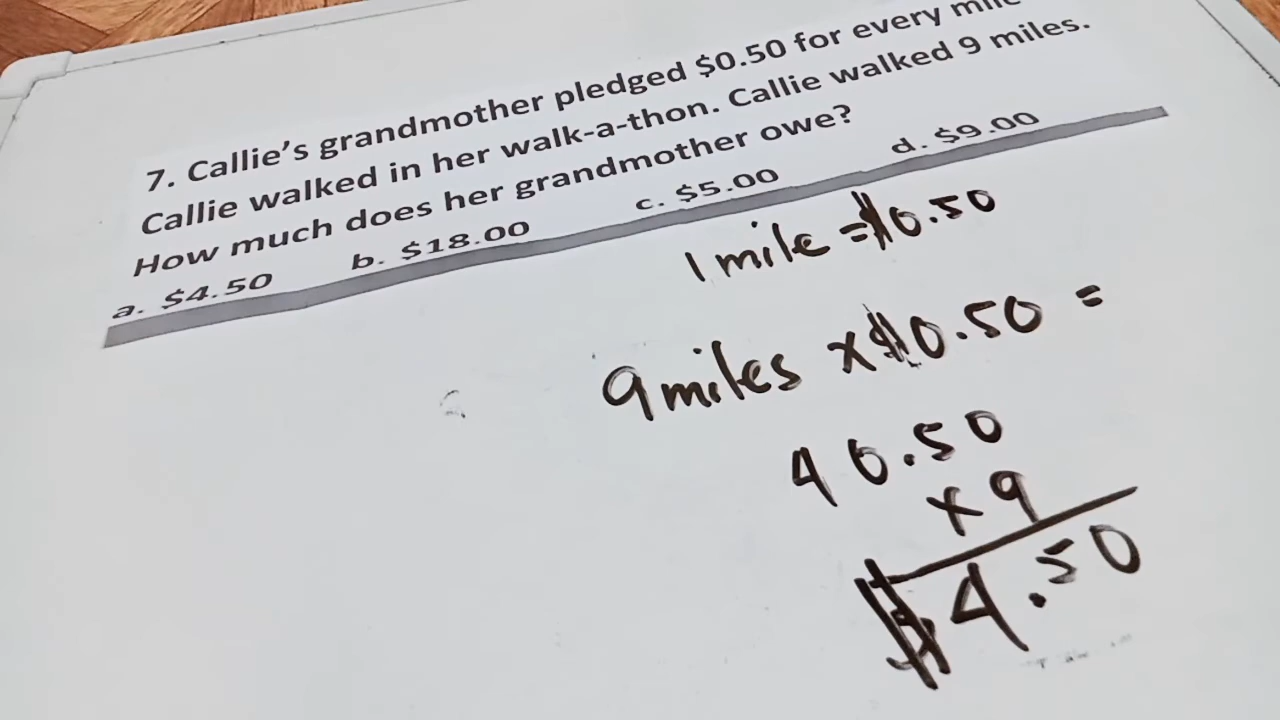 7. Callie's grandmother pledged $0.50 for every mile
Callie walked in her walk-a-thon. Callie walked 9 miles.
How much does her grandmother owe?
a. $4.50 b. $18.00 c. $5.00 d. $9.00
1 mile = $0.50
9 miles x $0.50 =
4 0.50
x 9
$4.50